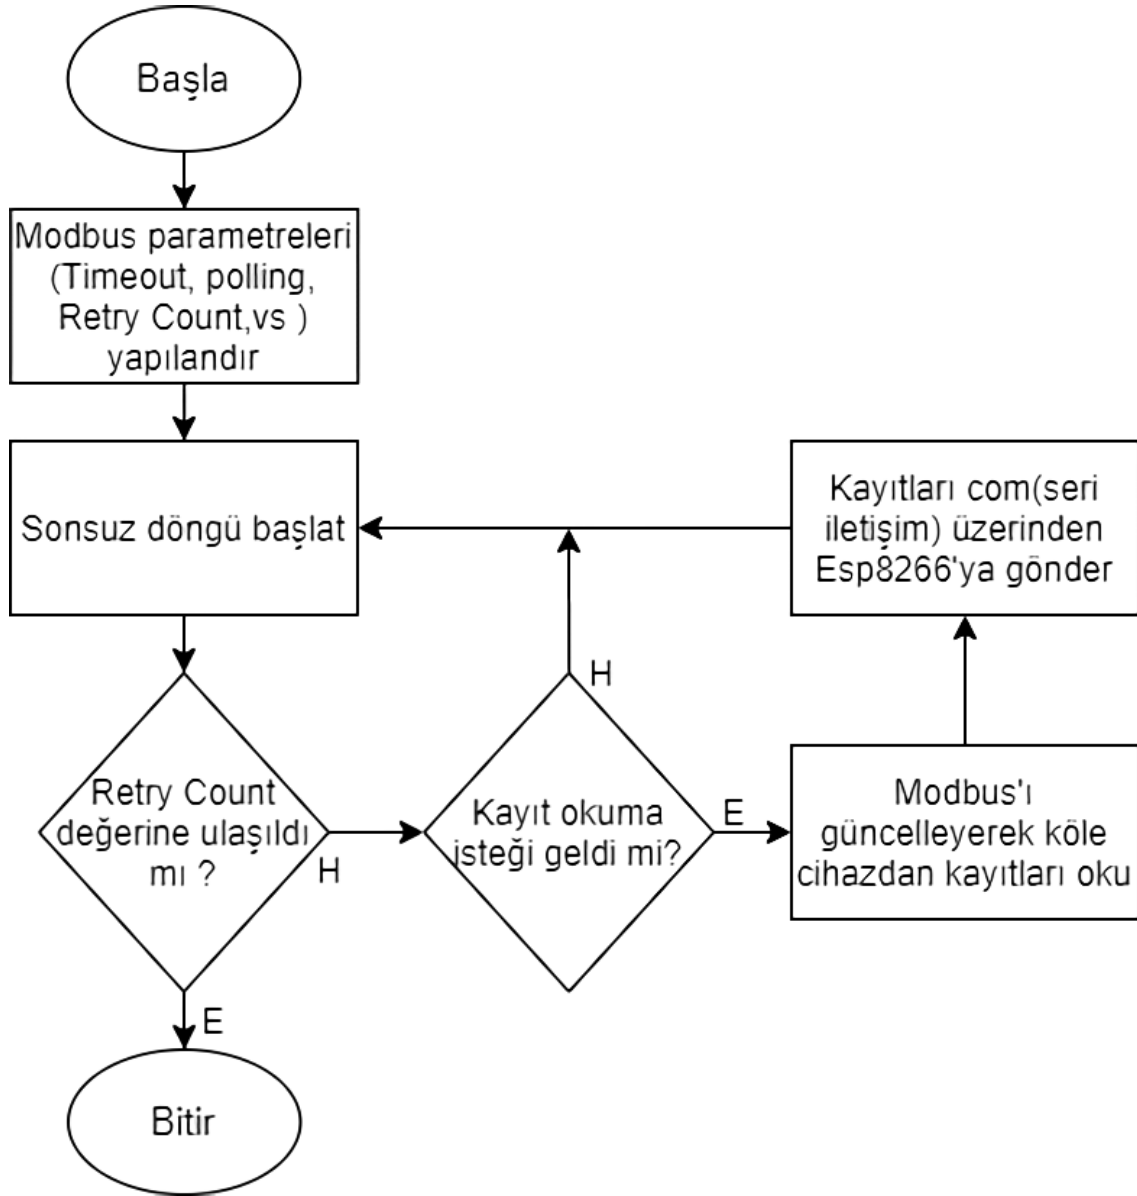 Başla
Modbus parametreleri
(Timeout, polling,
Retry Count,vs )
yapılandır
Sonsuz döngü başlat
Kayıtları com(seri
iletişim) üzerinden
Esp8266'ya gönder
H
Retry Count
değerine ulaşıldı
mı ?
H
Kayıt okuma
isteği geldi mi?
E
Modbus'ı
güncelleyerek köle
cihazdan kayıtları oku
E
Bitir